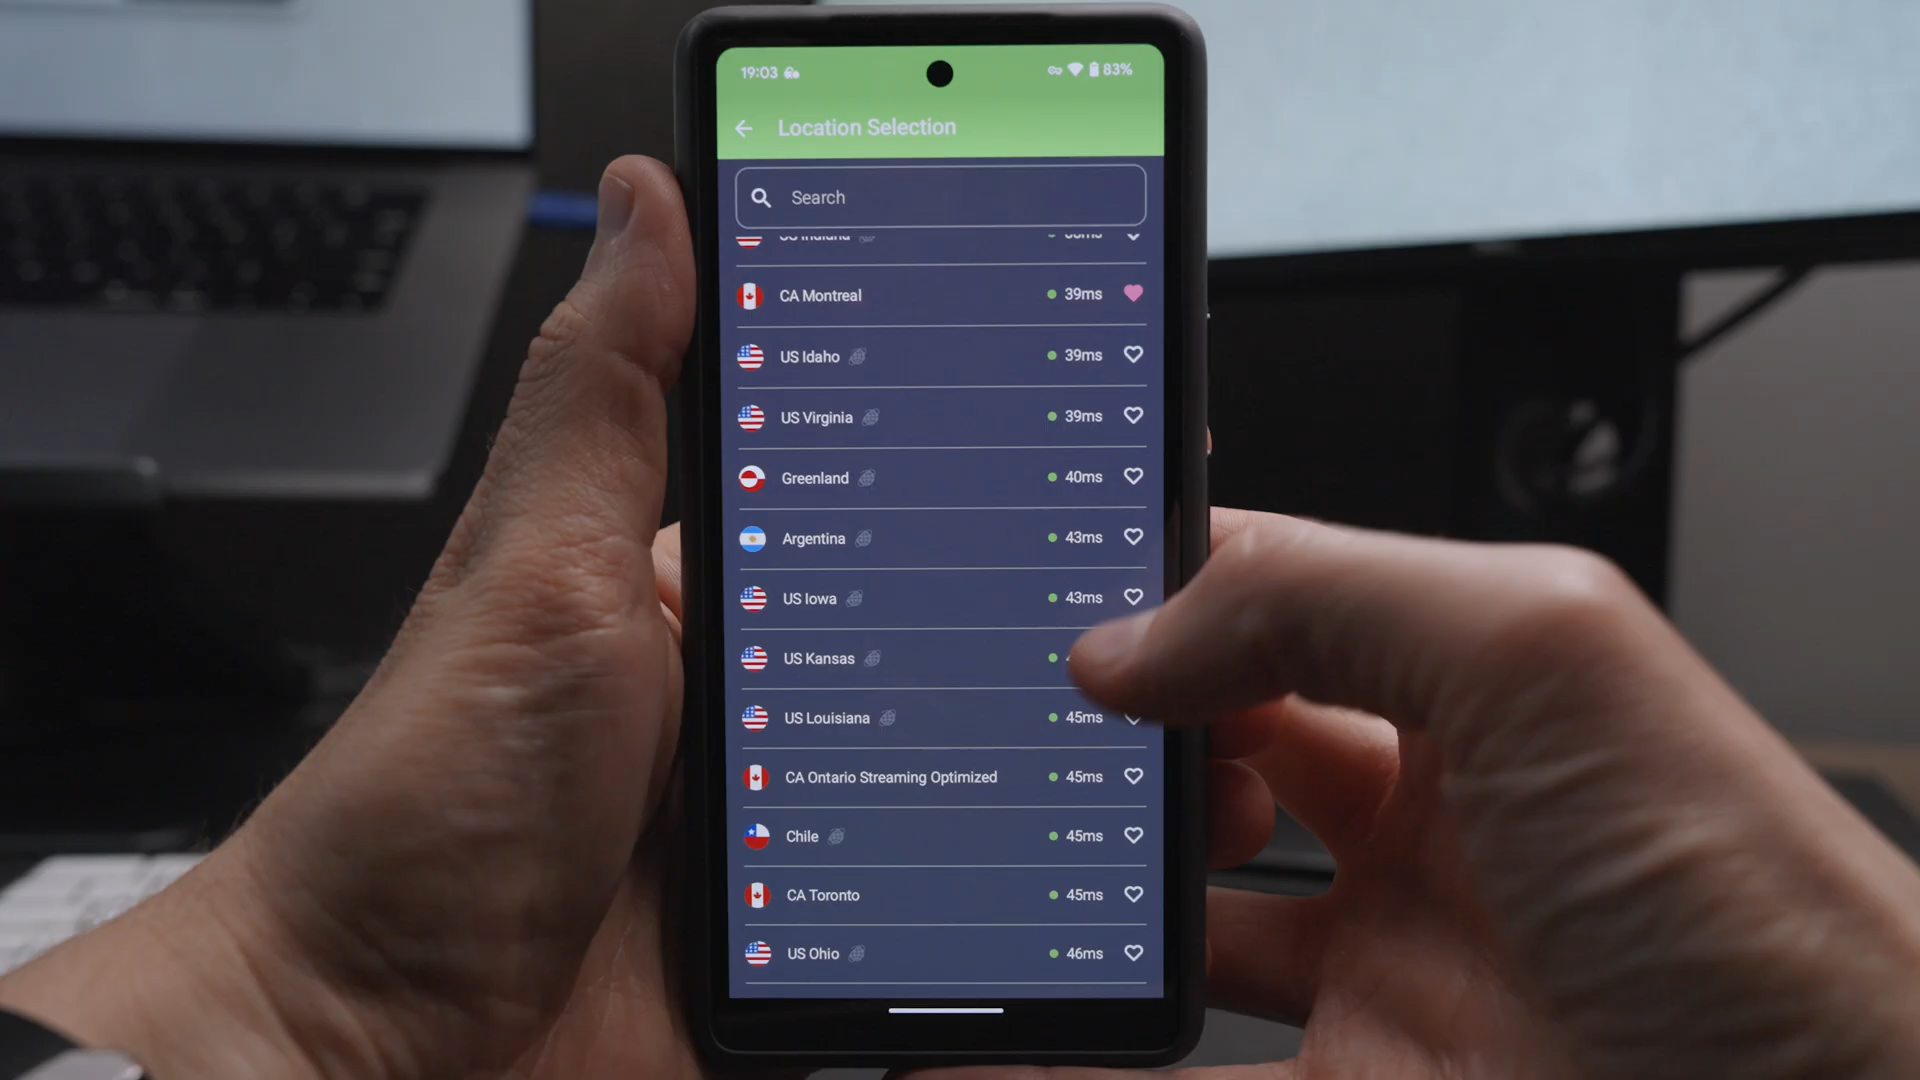 19:03 83%
Location Selection
Search
US Indiana
CA Montreal 39ms
US Idaho 39ms
US Virginia 39ms
Greenland 40ms
Argentina 43ms
US Iowa 43ms
US Kansas
US Louisiana 45ms
CA Ontario Streaming Optimized 45ms
Chile 45ms
CA Toronto 45ms
US Ohio 46ms